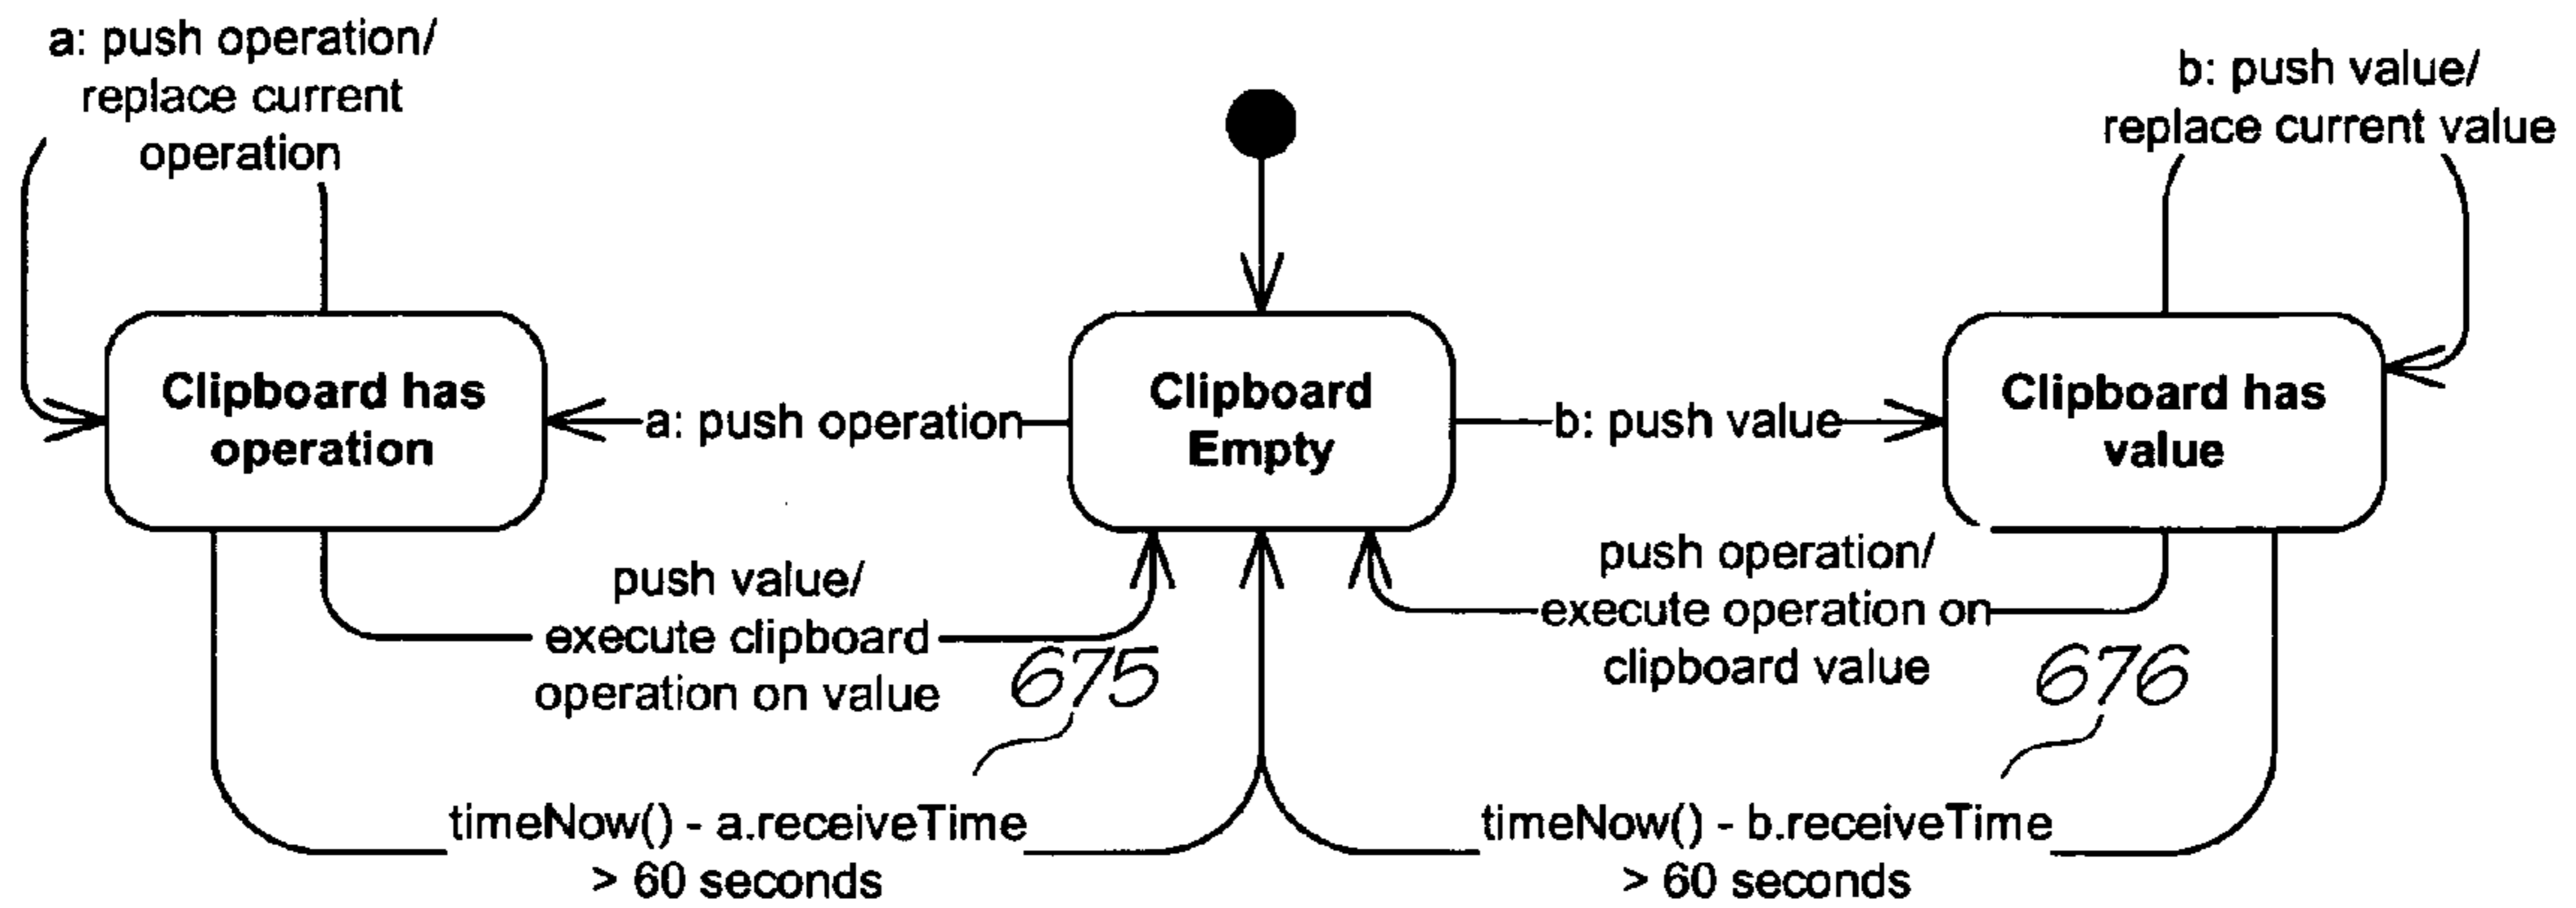 a: push operation/
replace current
operation
b: push value/
replace current value
Clipboard has
operation
a: push operation
Clipboard
Empty
b: push value
Clipboard has
value
push value/
execute clipboard
operation on value
675
push operation/
execute operation on
clipboard value
676
timeNow() - a.receiveTime
> 60 seconds
timeNow() - b.receiveTime
> 60 seconds